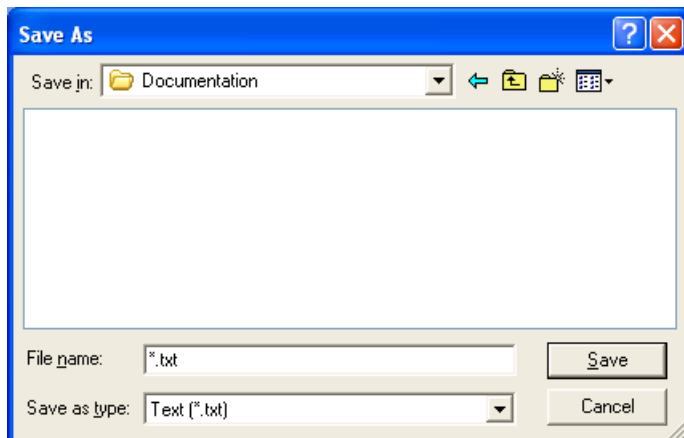 Save As
Save in: Documentation
File name: *.txt Save
Save as type: Text (*.txt) Cancel